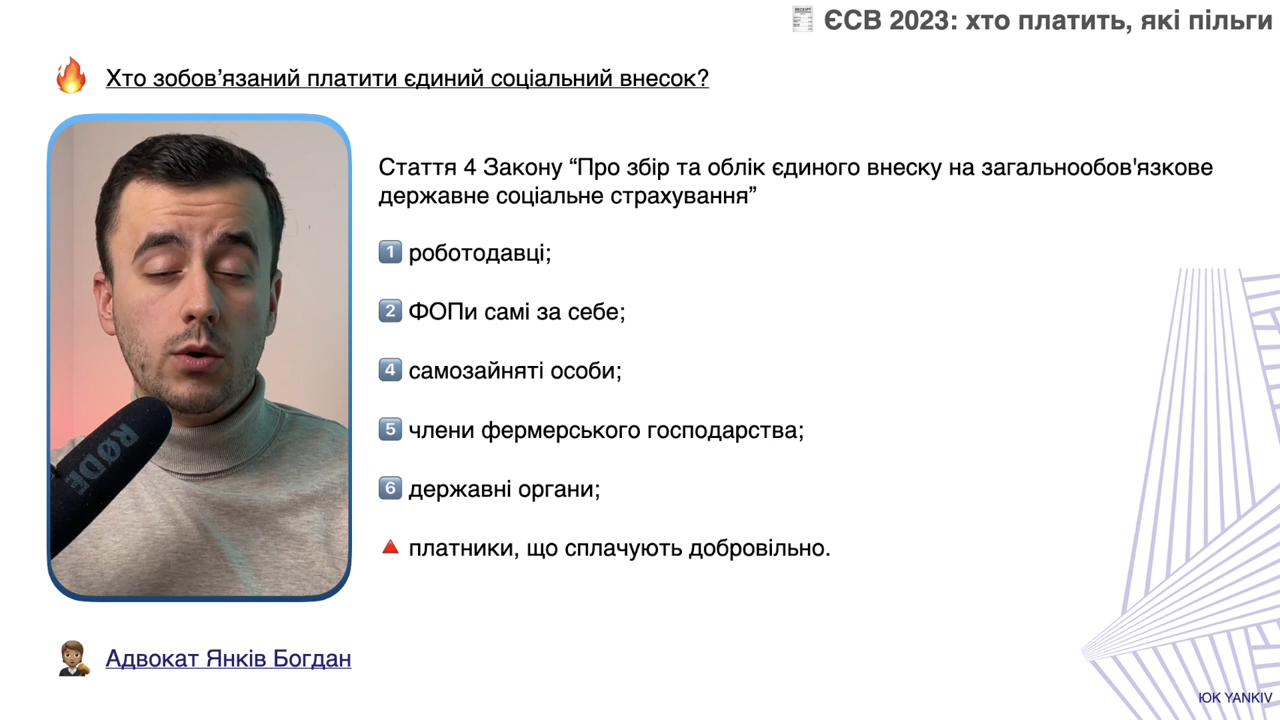 ЄСВ 2023: хто платить, які пільги
Хто зобов’язаний платити єдиний соціальний внесок?
Стаття 4 Закону “Про збір та облік єдиного внеску на загальнообов'язкове
державне соціальне страхування”
1 роботодавці;
2 ФОПи самі за себе;
4 самозайняті особи;
5 члени фермерського господарства;
6 державні органи;
🔺 платники, що сплачують добровільно.
RØDE
Адвокат Янків Богдан
ЮК YANKIV